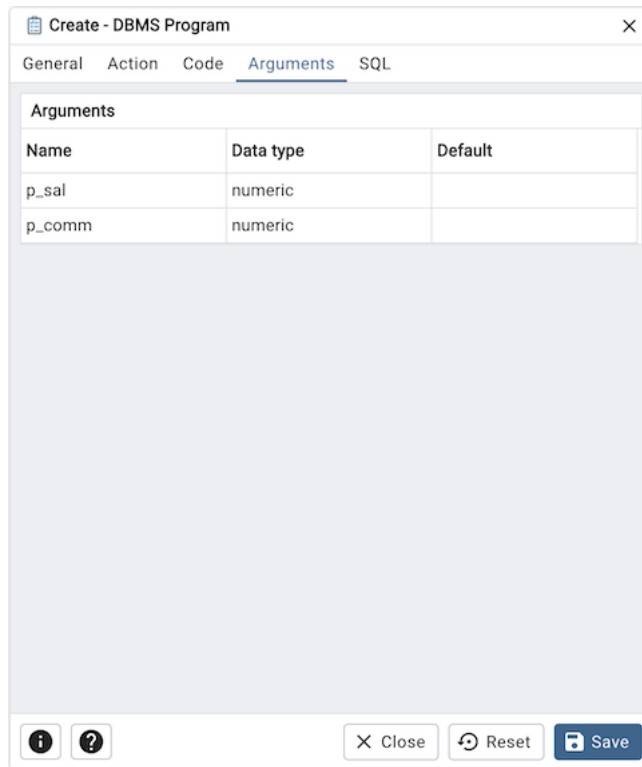 Create - DBMS Program
General Action Code Arguments SQL
Arguments
Name Data type Default
p_sal numeric
p_comm numeric
Close Reset Save